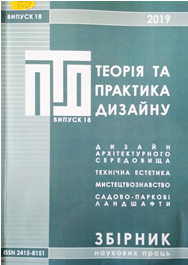 ВИПУСК 18
2019
ВИПУСК 18
ТЕОРІЯ ТА
ПРАКТИКА
ДИЗАЙНУ
ДИЗАЙН
АРХІТЕКТУРНОГО
СЕРЕДОВИЩА
ТЕХНІЧНА ЕСТЕТИКА
МИСТЕЦТВОЗНАВСТВО
САДОВО-ПАРКОВІ
ЛАНДШАФТИ
ISSN 2415-8151
ЗБІРНИК
наукових праць